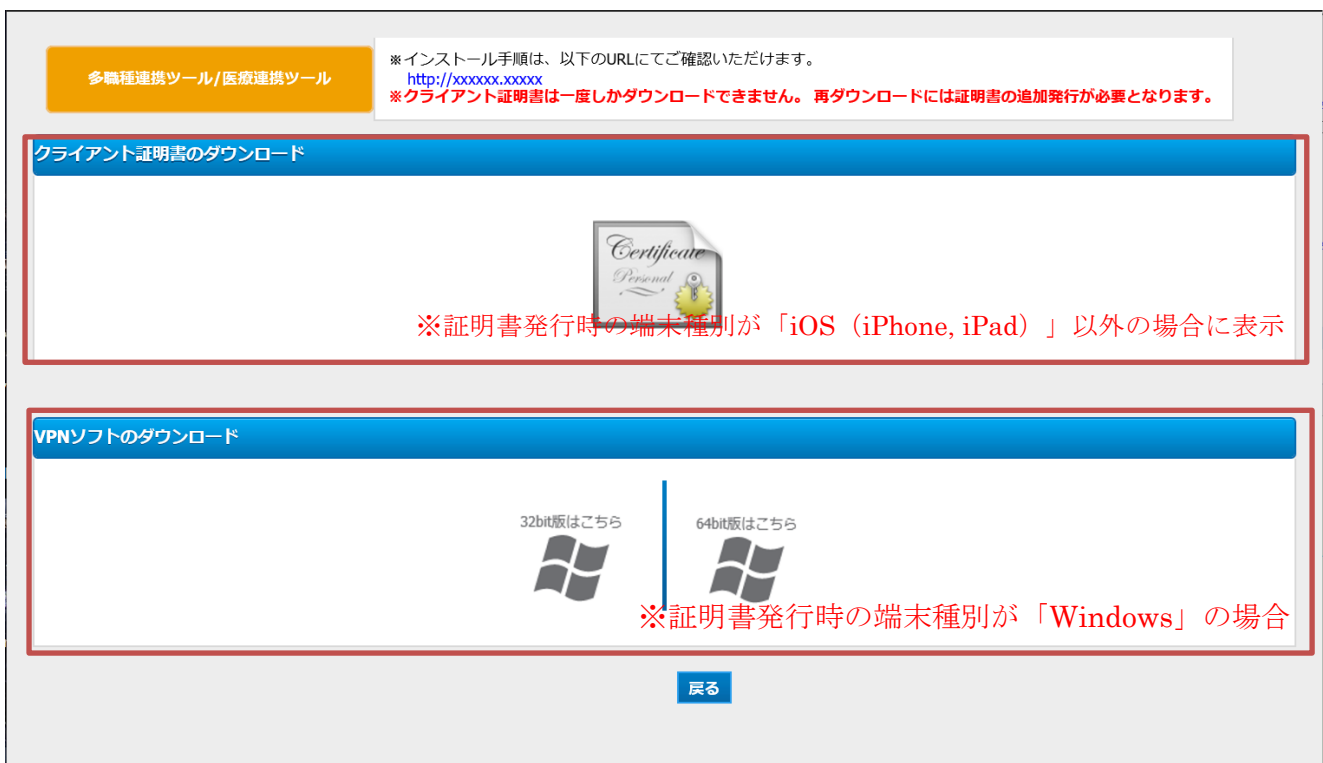 多職種連携ツール/医療連携ツール
※インストール手順は、以下のURLにてご確認いただけます。
http://xxxxxx.xxxxx
※クライアント証明書は一度しかダウンロードできません。 再ダウンロードには証明書の追加発行が必要となります。
クライアント証明書のダウンロード
Certificate
Personal
※証明書発行時の端末種別が「iOS（iPhone, iPad）」以外の場合に表示
VPNソフトのダウンロード
32bit版はこちら
64bit版はこちら
※証明書発行時の端末種別が「Windows」の場合
戻る